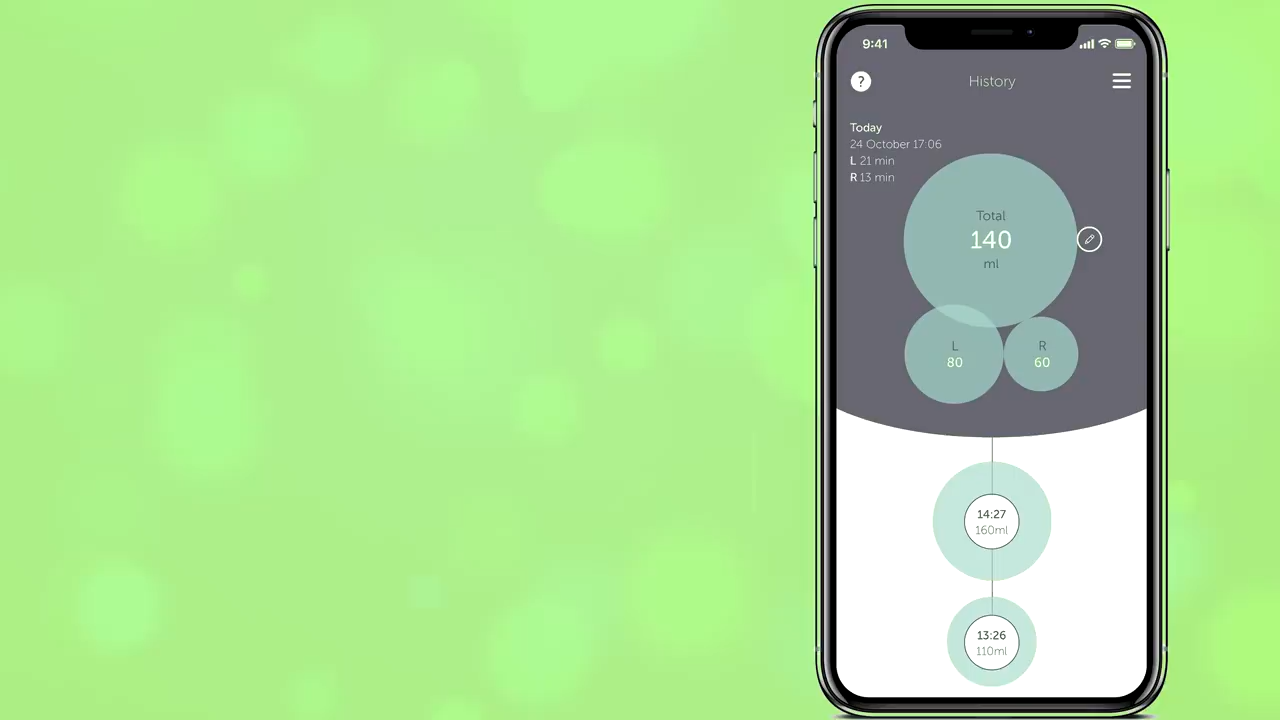 9:41
?
History
Today
24 October 17:06
L 21 min
R 13 min
Total
140
ml
L
80
R
60
14:27
160ml
13:26
110ml